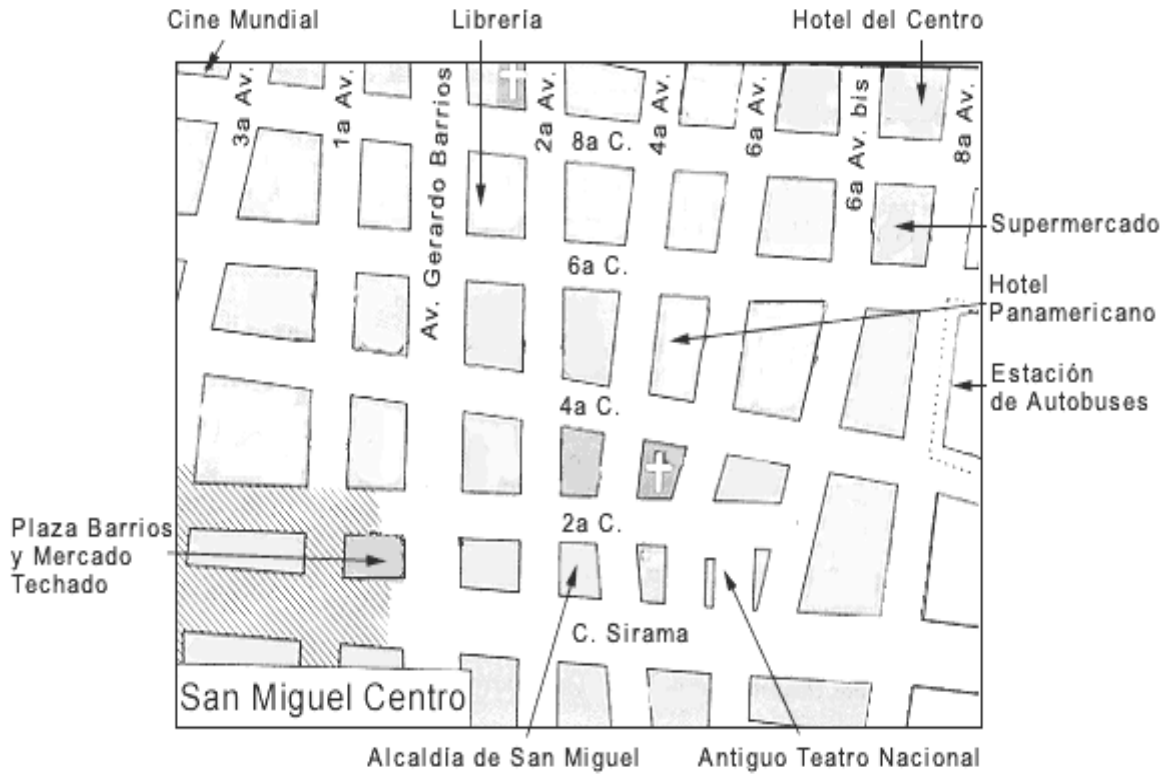 Cine Mundial
Librería
Hotel del Centro
3a Av.
1a Av.
Av. Gerardo Barrios
2a Av.
8a C.
4a Av.
6a Av.
6a Av. bis
8a Av.
Supermercado
6a C.
Hotel
Panamericano
Estación
de Autobuses
4a C.
2a C.
Plaza Barrios
y Mercado
Techado
C. Sirama
San Miguel Centro
Alcaldía de San Miguel
Antiguo Teatro Nacional